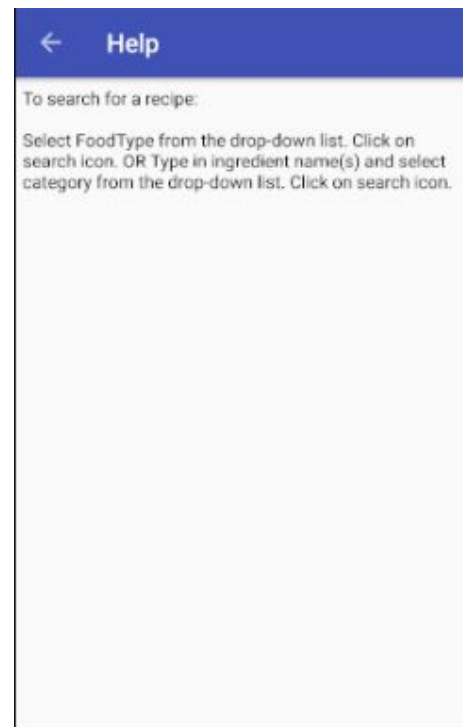 Help
To search for a recipe:
Select FoodType from the drop-down list. Click on
search icon. OR Type in ingredient name(s) and select
category from the drop-down list. Click on search icon.